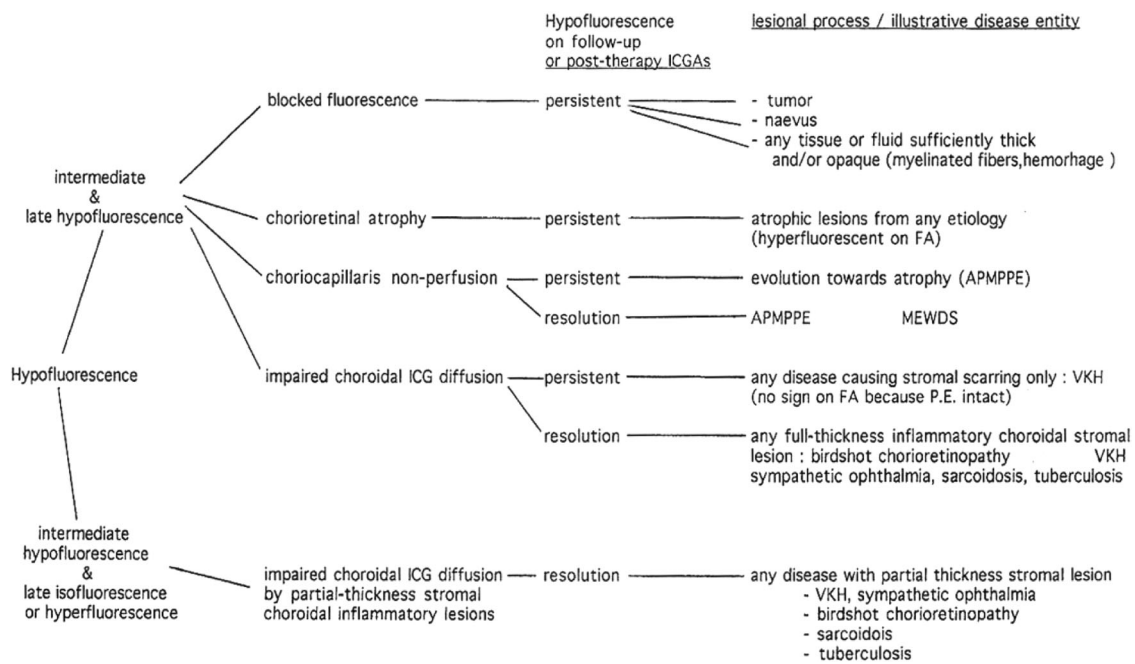 Hypofluorescence
on follow-up
or post-therapy ICGAs
lesional process / illustrative disease entity
blocked fluorescence
persistent
- tumor
- naevus
- any tissue or fluid sufficiently thick
and/or opaque (myelinated fibers,hemorhage )
intermediate
&
late hypofluorescence
chorioretinal atrophy
persistent
atrophic lesions from any etiology
(hyperfluorescent on FA)
choriocapillaris non-perfusion
persistent
evolution towards atrophy (APMPPE)
resolution
APMPPE MEWDS
Hypofluorescence
impaired choroidal ICG diffusion
persistent
any disease causing stromal scarring only : VKH
(no sign on FA because P.E. intact)
resolution
any full-thickness inflammatory choroidal stromal
lesion : birdshot chorioretinopathy VKH
sympathetic ophthalmia, sarcoidosis, tuberculosis
intermediate
hypofluorescence
&
late isofluorescence
or hyperfluorescence
impaired choroidal ICG diffusion
by partial-thickness stromal
choroidal inflammatory lesions
resolution
any disease with partial thickness stromal lesion
- VKH, sympathetic ophthalmia
- birdshot chorioretinopathy
- sarcoidois
- tuberculosis